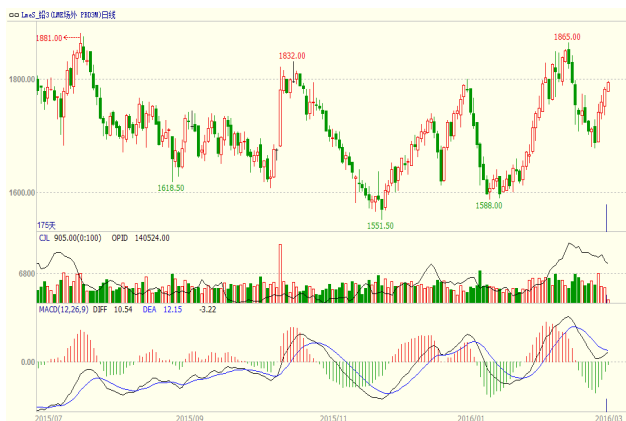 LmeS_铅3(LME场外 PBD3M)日线
1881.00
1865.00
1832.00
1800.00
1618.50
1600.00
1588.00
1551.50
175天
CJL 905.00(0:100) OPID 140524.00
6800
MACD(12,26,9) DIFF 10.54 DEA 12.15 -3.22
0.00
2015/07 2015/09 2015/11 2016/01 2016/03